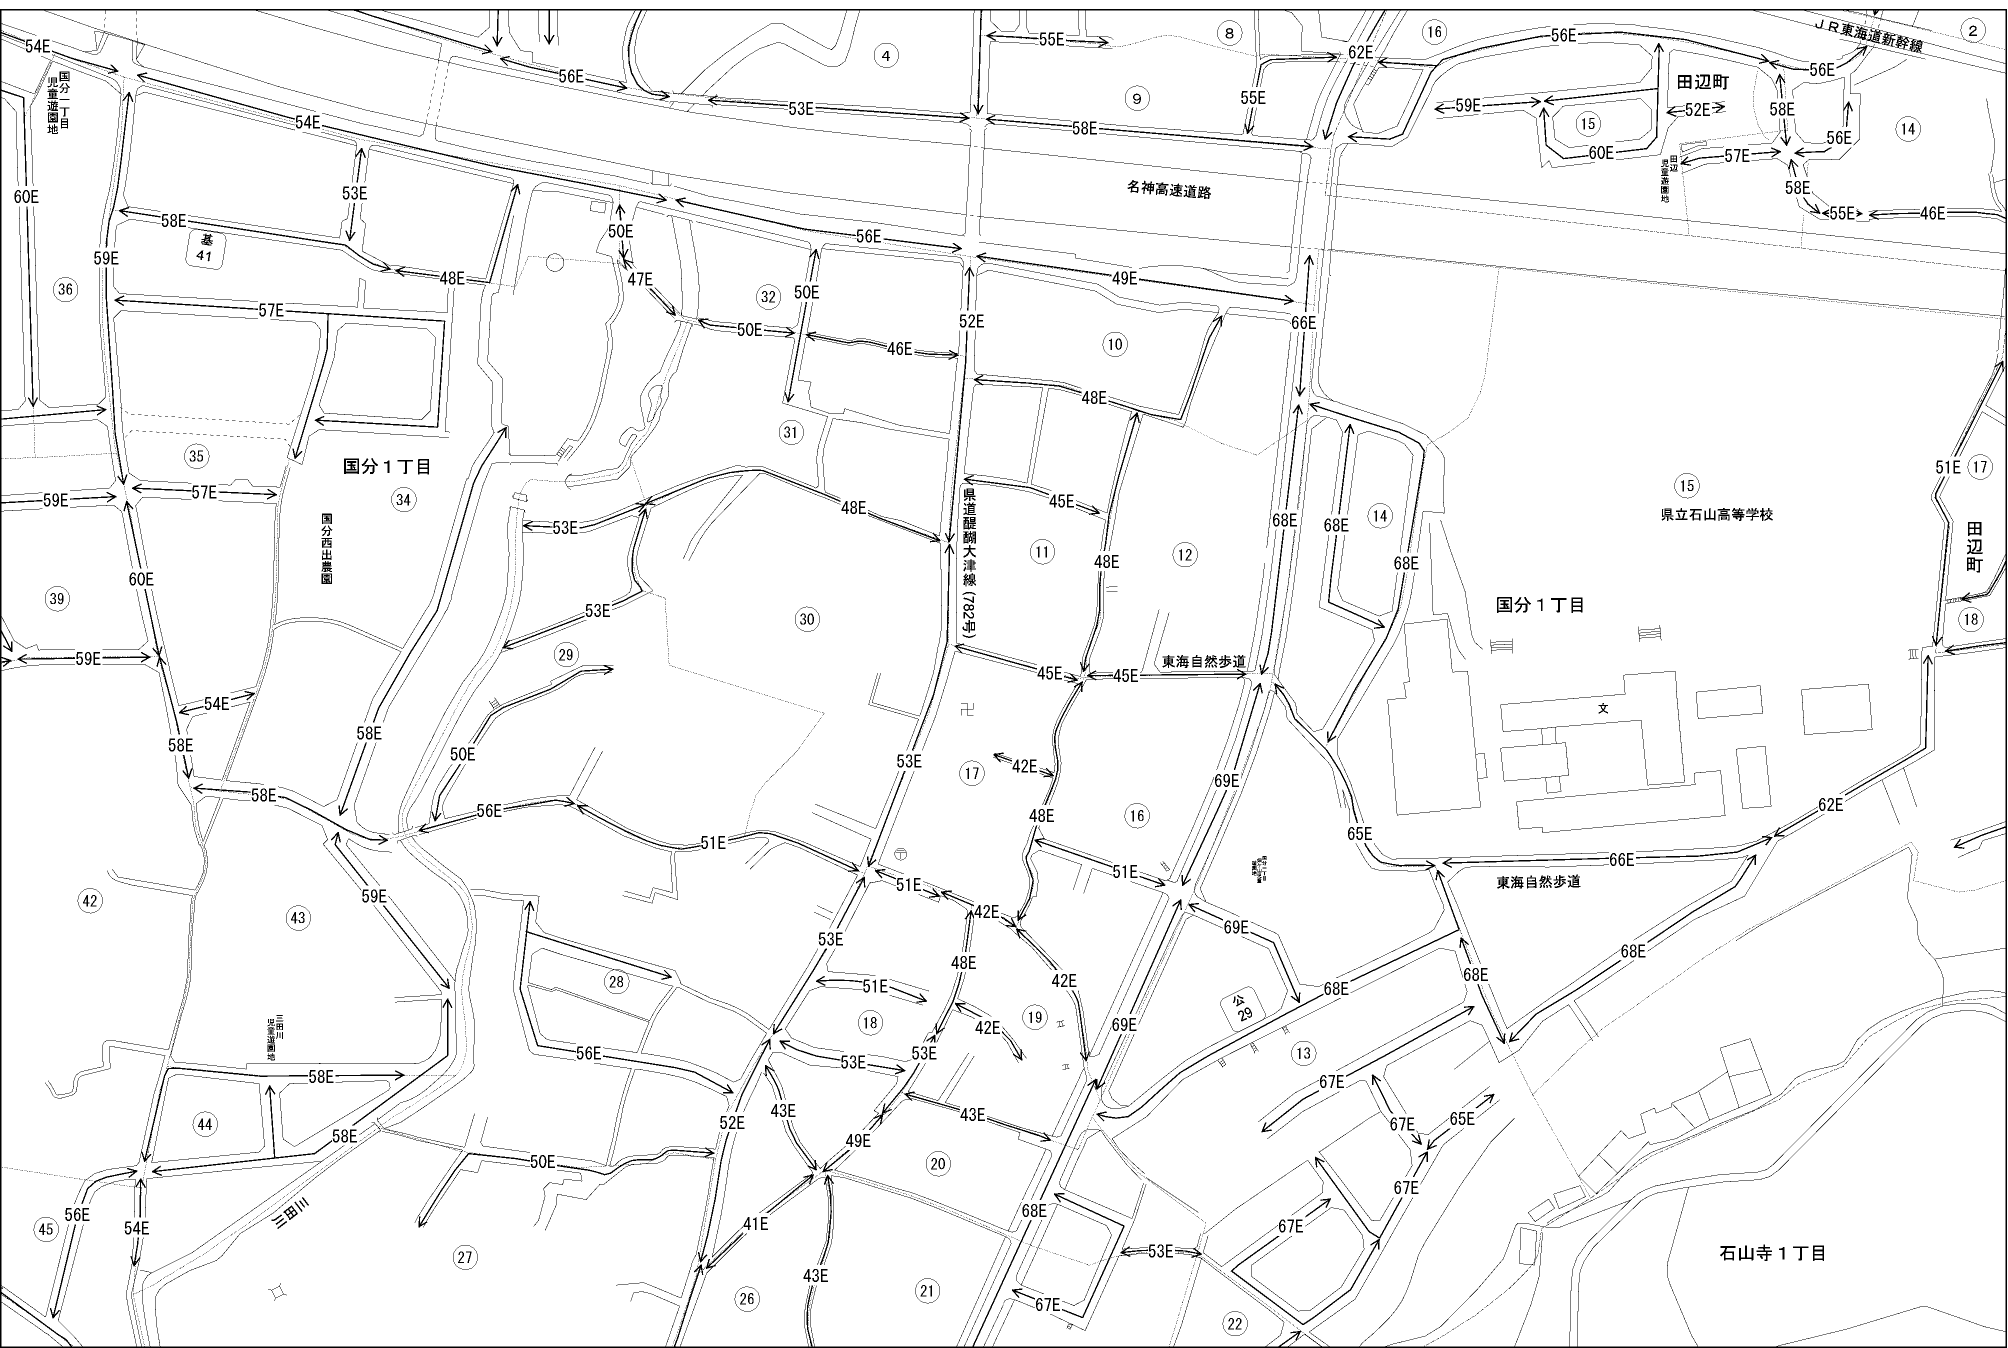 54E
56E
53E
55E
58E
62E
56E
56E
ＪＲ東海道新幹線
4
8
16
2
9
田辺町
国分一丁目
児童遊園地
54E
55E
59E
52E
58E
15
60E
57E
56E
14
田辺
児童遊園地
58E
55E
46E
名神高速道路
60E
53E
58E
基
41
59E
48E
50E
47E
56E
49E
36
57E
32
50E
50E
46E
52E
10
66E
48E
31
35
国分１丁目
34
57E
59E
53E
48E
県道醍醐大津線(782号)
45E
11
48E
12
68E
68E
14
68E
15
県立石山高等学校
国分１丁目
51E
17
田辺町
18
国分西出農園
39
60E
59E
54E
58E
53E
29
30
45E
45E
東海自然歩道
文
58E
50E
53E
42E
17
69E
58E
56E
51E
48E
16
65E
62E
66E
東海自然歩道
51E
〒
51E
42
43
59E
42E
53E
48E
42E
69E
68E
68E
68E
28
51E
18
42E
19
公
29
69E
13
三田川
児童遊園地
58E
56E
53E
53E
67E
44
58E
52E
43E
43E
49E
67E
65E
50E
20
67E
45
56E
54E
三田川
27
41E
43E
26
21
68E
53E
67E
67E
22
石山寺１丁目